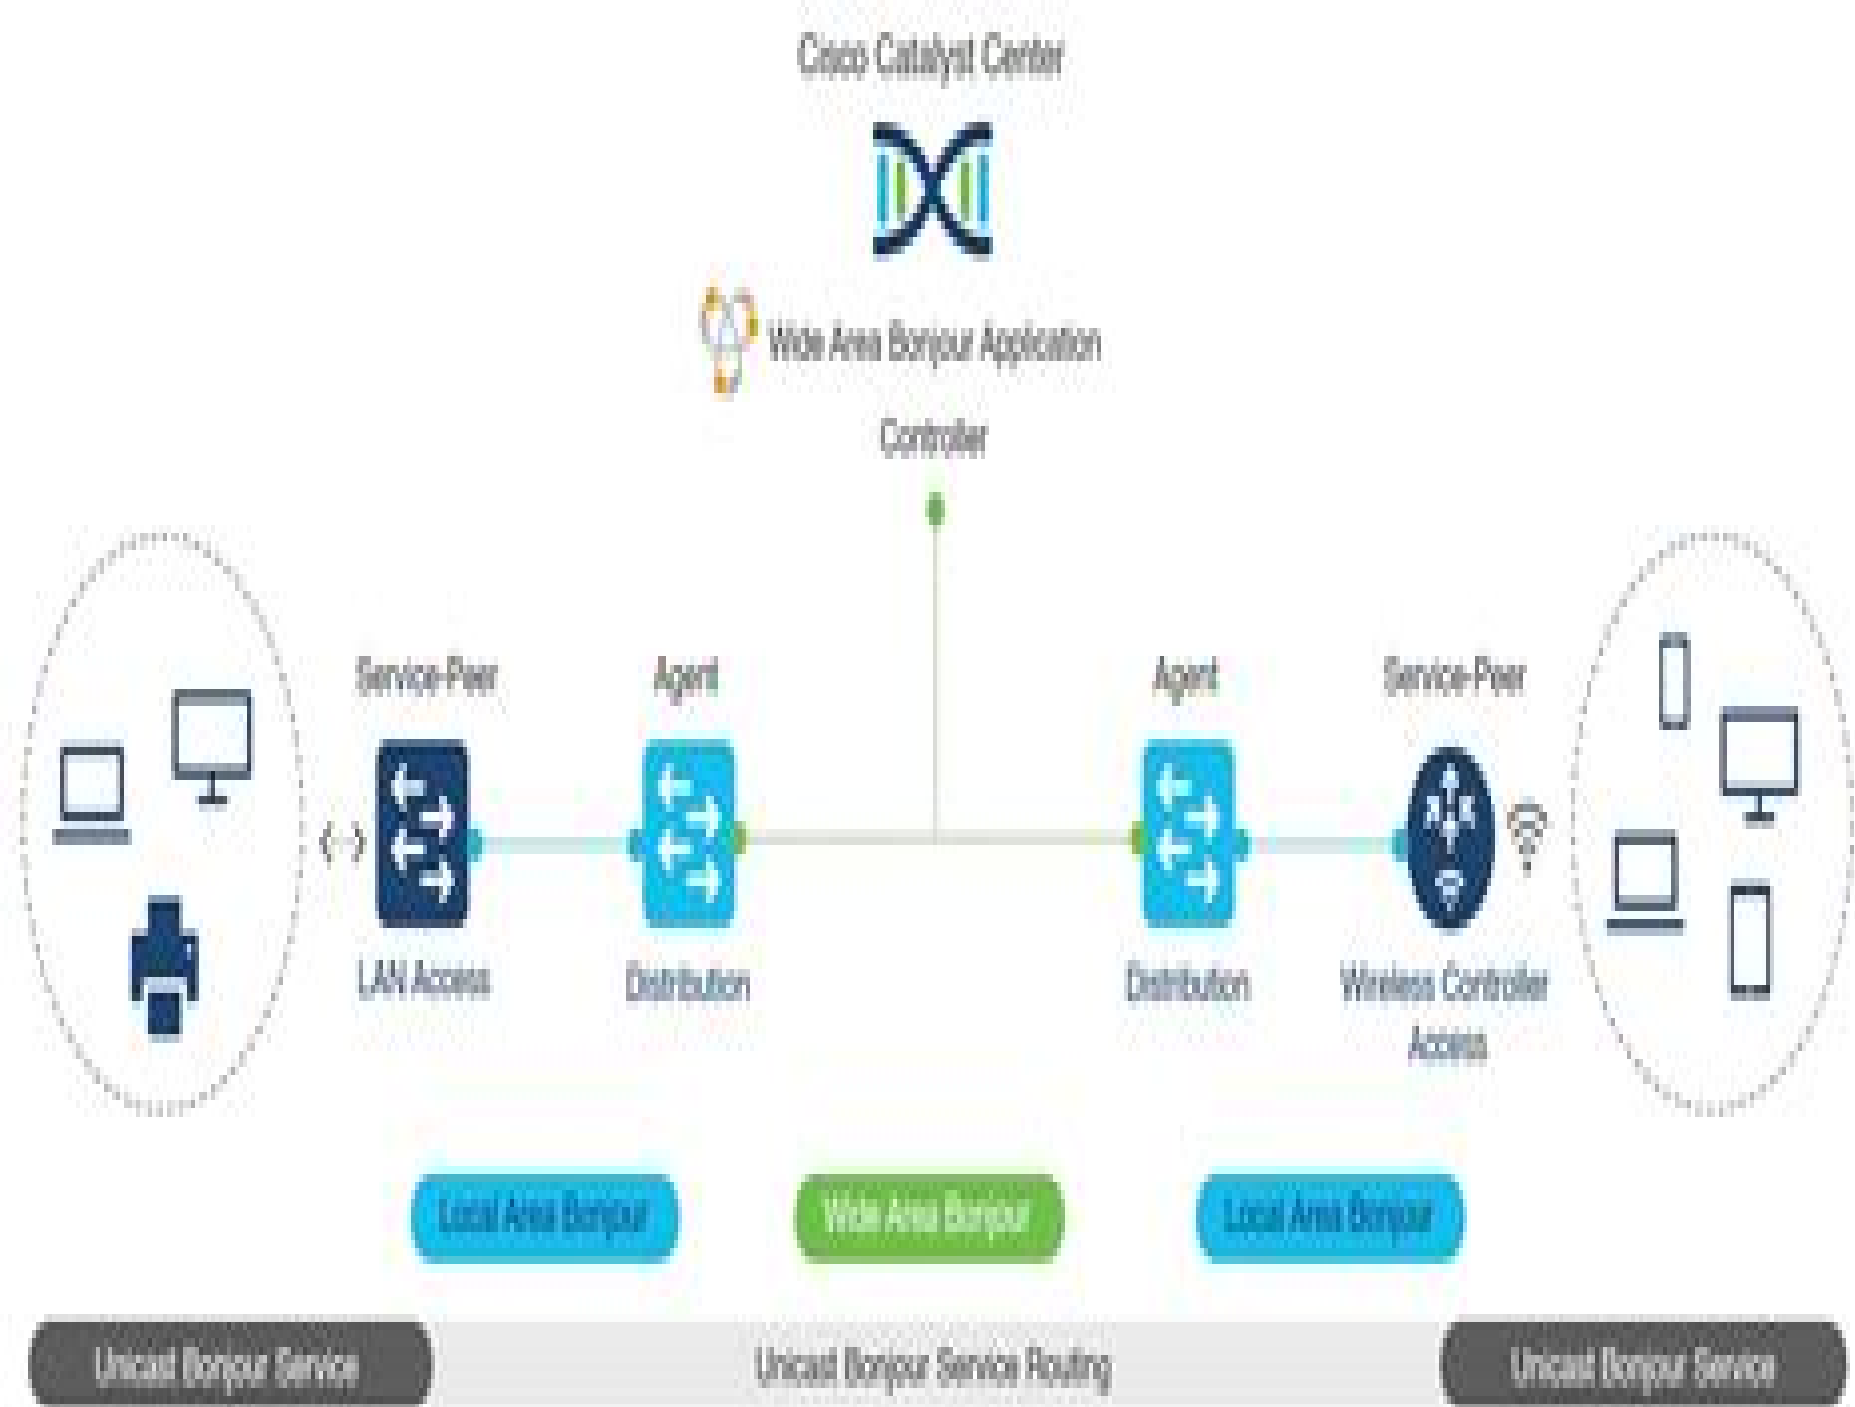 Cisco Catalyst Center
Wide Area Bonjour Application
Controller
Service-Peer
Agent
Agent
Service-Peer
LAN Access
Distribution
Distribution
Wireless Controller
Access
Local Area Bonjour
Wide Area Bonjour
Local Area Bonjour
Unicast Bonjour Service
Unicast Bonjour Service Routing
Unicast Bonjour Service